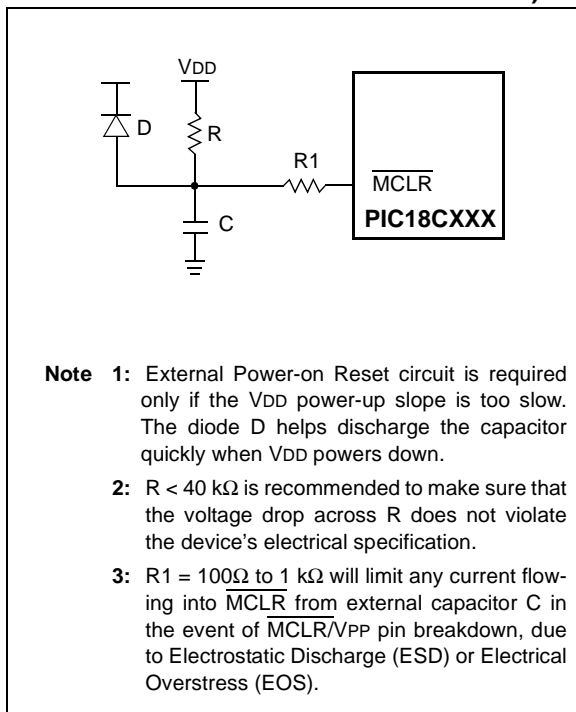 VDD
D
R
R1
MCLR
PIC18CXXX
C
Note 1: External Power-on Reset circuit is required
only if the VDD power-up slope is too slow.
The diode D helps discharge the capacitor
quickly when VDD powers down.
2: R < 40 kΩ is recommended to make sure that
the voltage drop across R does not violate
the device's electrical specification.
3: R1 = 100Ω to 1 kΩ will limit any current flow-
ing into MCLR from external capacitor C in
the event of MCLR/VPP pin breakdown, due
to Electrostatic Discharge (ESD) or Electrical
Overstress (EOS).